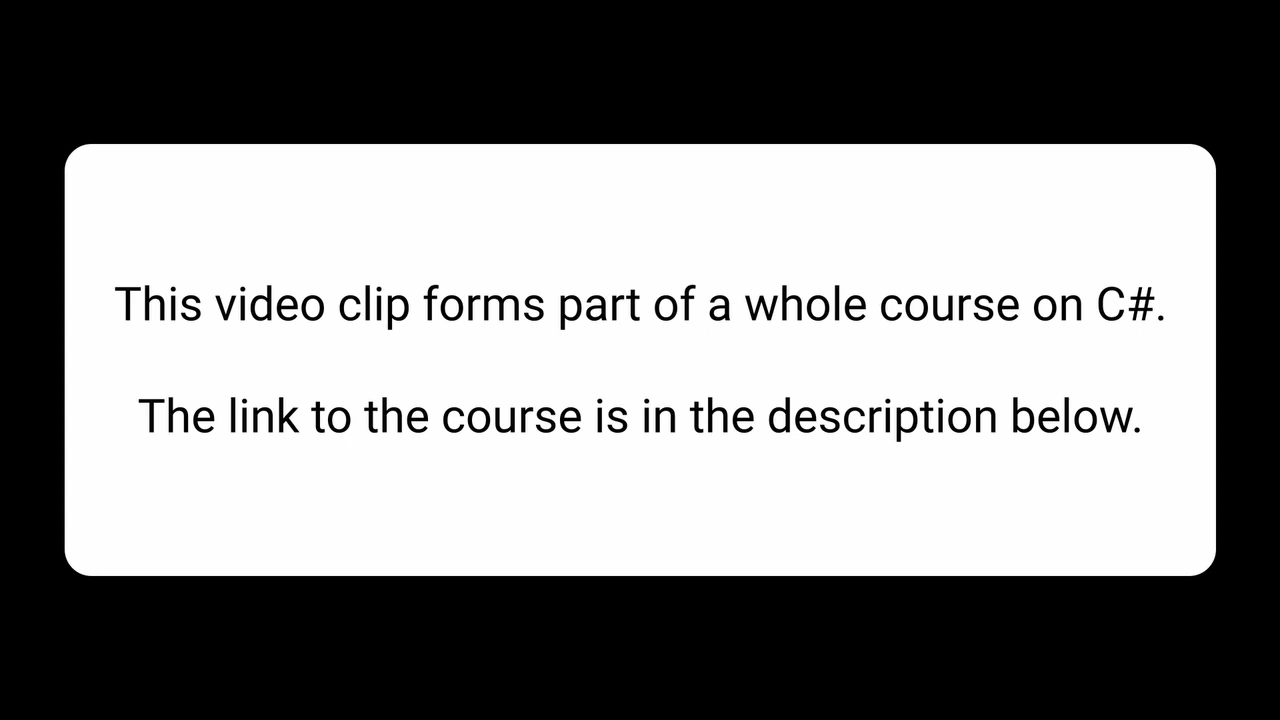 This video clip forms part of a whole course on C#.
The link to the course is in the description below.